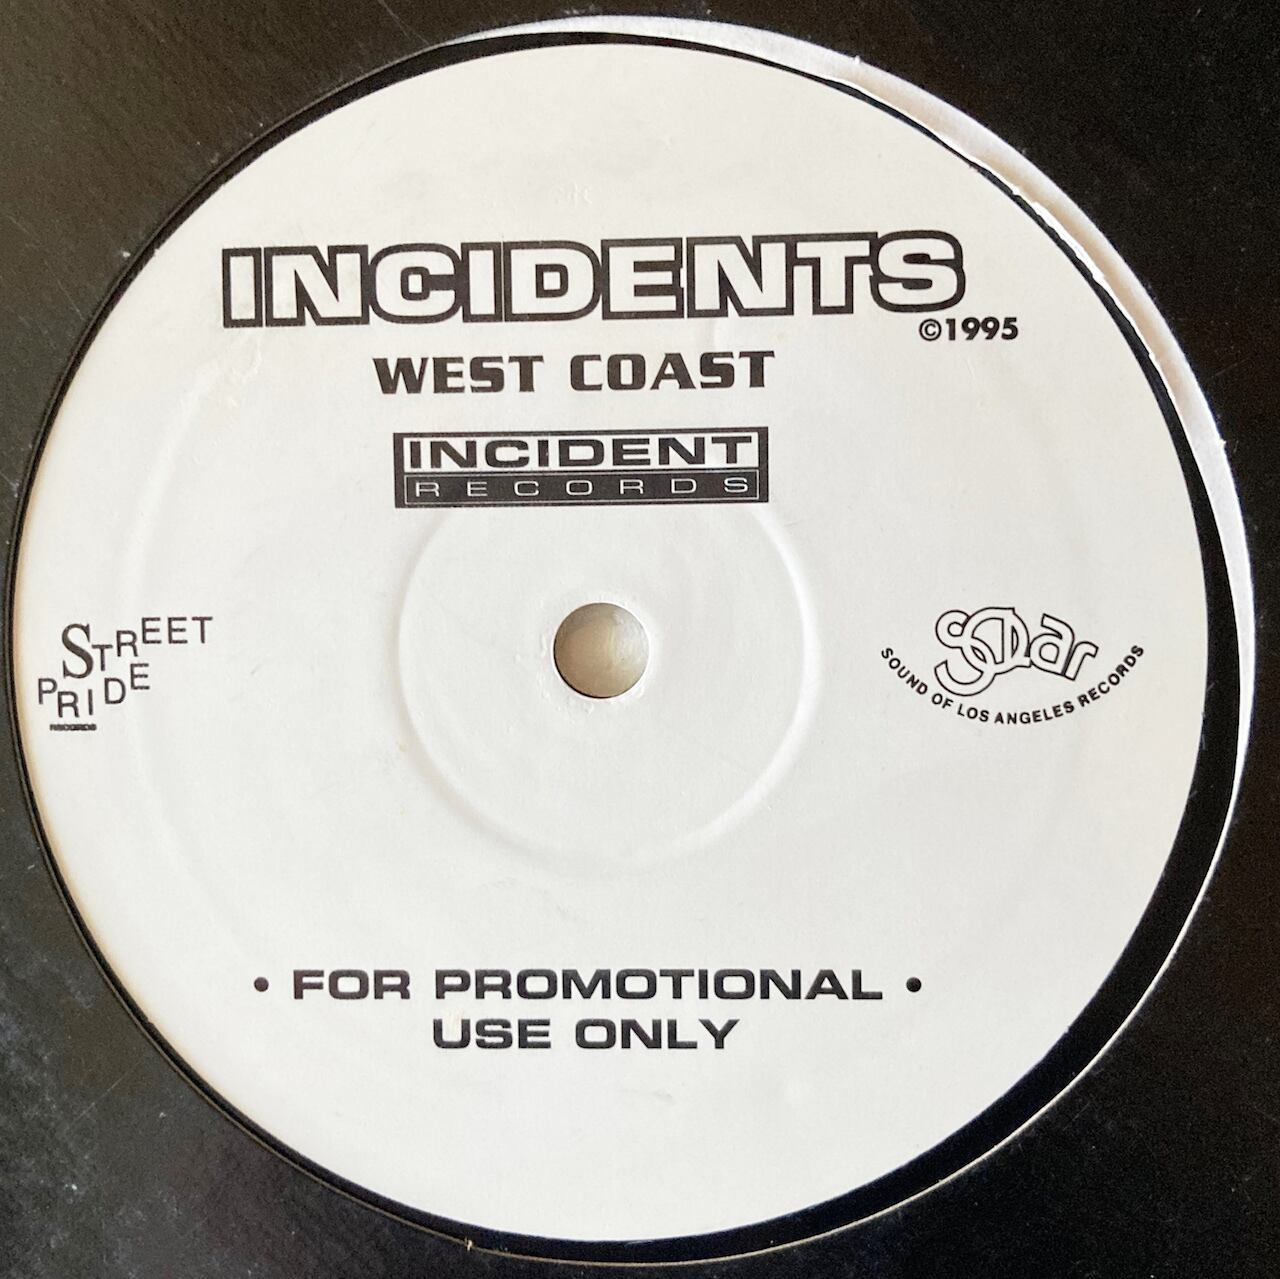 INCIDENTS
©1995
WEST COAST
INCIDENT
RECORDS
STREET
PRIDE
RECORDS
Solar
SOUND OF LOS ANGELES RECORDS
• FOR PROMOTIONAL •
USE ONLY